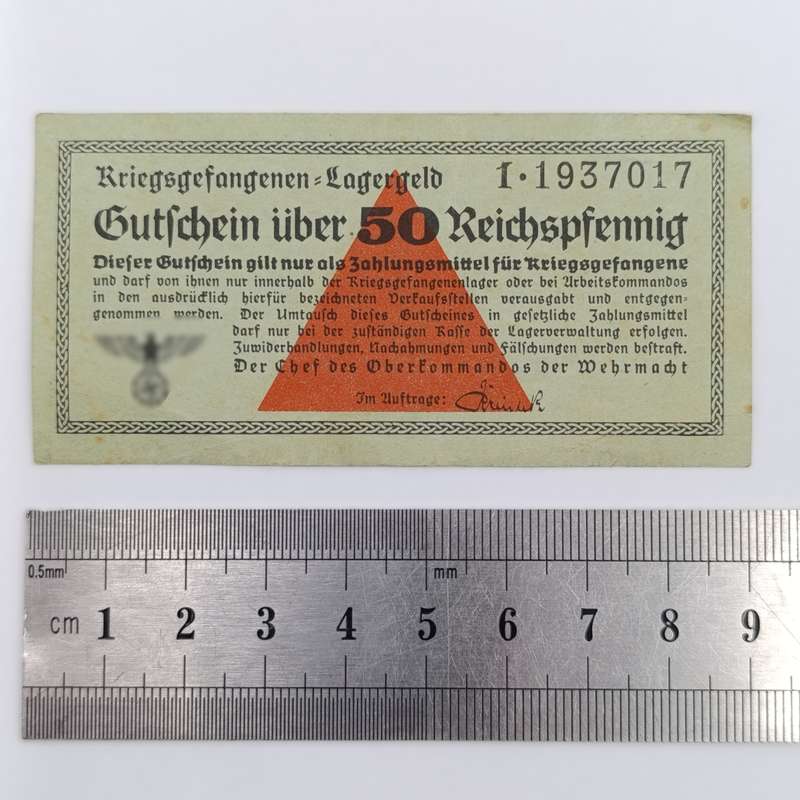 Kriegsgefangenen-Lagergeld I·1937017
Gutschein über 50 Reichspfennig
Dieser Gutschein gilt nur als Zahlungsmittel für Kriegsgefangene
und darf von ihnen nur innerhalb der Kriegsgefangenenlager oder bei Arbeitskommandos
in den ausdrücklich hierfür bezeichneten Verkaufsstellen verausgabt und entgegen-
genommen werden. Der Umtausch dieses Gutscheines in gesetzliche Zahlungsmittel
darf nur bei der zuständigen Kasse der Lagerverwaltung erfolgen.
Zuwiderhandlungen, Nachahmungen und Fälschungen werden bestraft.
Der Chef des Oberkommandos der Wehrmacht
Im Auftrage:
0.5mm mm
cm 1 2 3 4 5 6 7 8 9